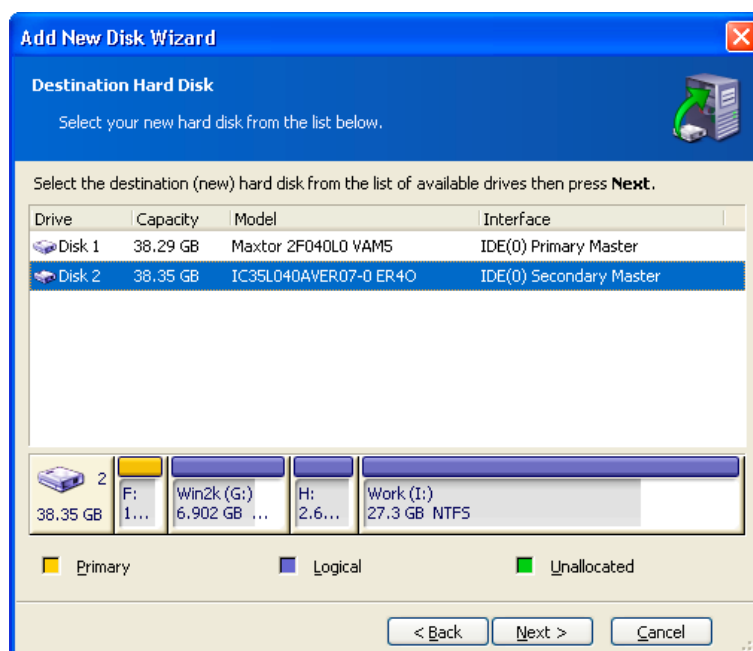 Add New Disk Wizard
Destination Hard Disk
Select your new hard disk from the list below.
Select the destination (new) hard disk from the list of available drives then press Next.
Drive Capacity Model Interface
Disk 1 38.29 GB Maxtor 2F040L0 VAM5 IDE(0) Primary Master
Disk 2 38.35 GB IC35L040AVER07-0 ER4O IDE(0) Secondary Master
2 F: Win2k (G:) H: Work (I:)
38.35 GB 1... 6.902 GB ... 2.6... 27.3 GB NTFS
Primary Logical Unallocated
< Back Next > Cancel